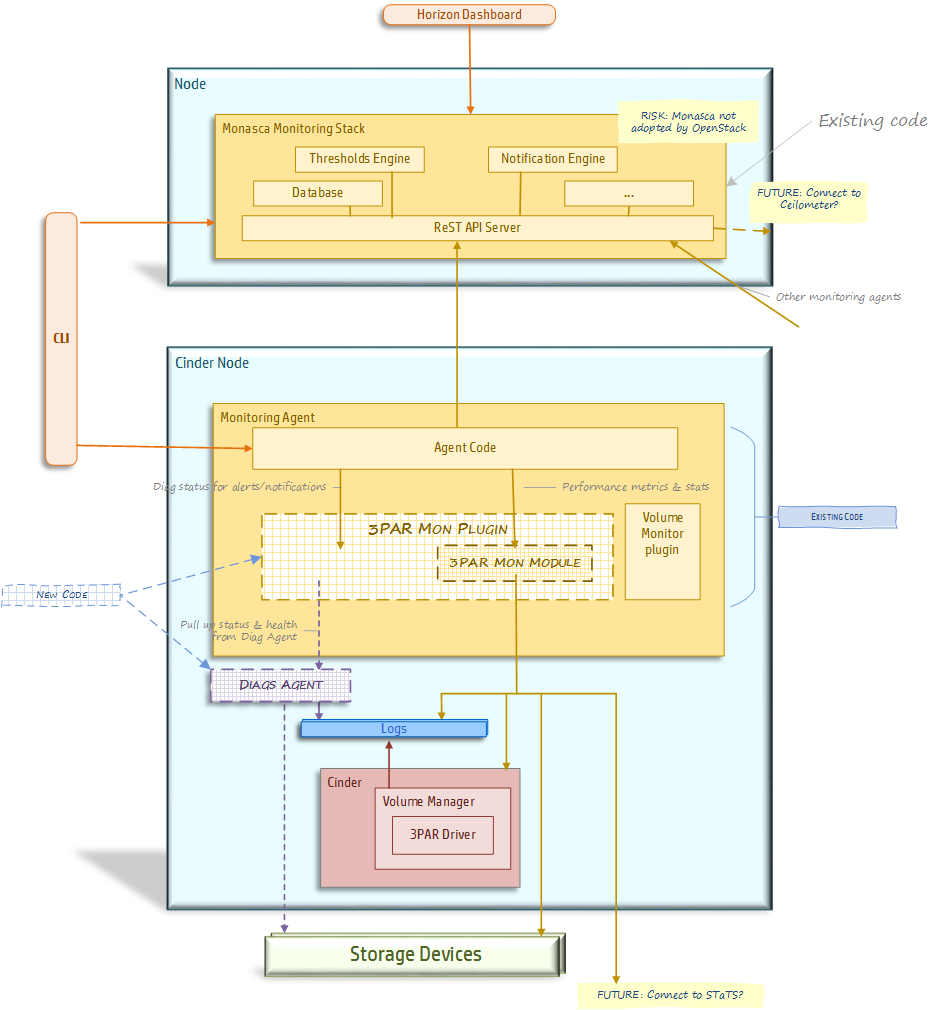 Horizon Dashboard
Node
RISK: Monasca not
adopted by OpenStack
Existing code
Monasca Monitoring Stack
Thresholds Engine
Notification Engine
Database
...
FUTURE: Connect to
Ceilometer?
ReST API Server
Other monitoring agents
CLI
Cinder Node
Monitoring Agent
Agent Code
Diag status for alerts/notifications
Performance metrics & stats
3PAR Mon Plugin
Volume
Monitor
plugin
Existing Code
3PAR Mon Module
New Code
Pull up status & health
from Diag Agent
Diags Agent
Logs
Cinder
Volume Manager
3PAR Driver
Storage Devices
FUTURE: Connect to STaTS?